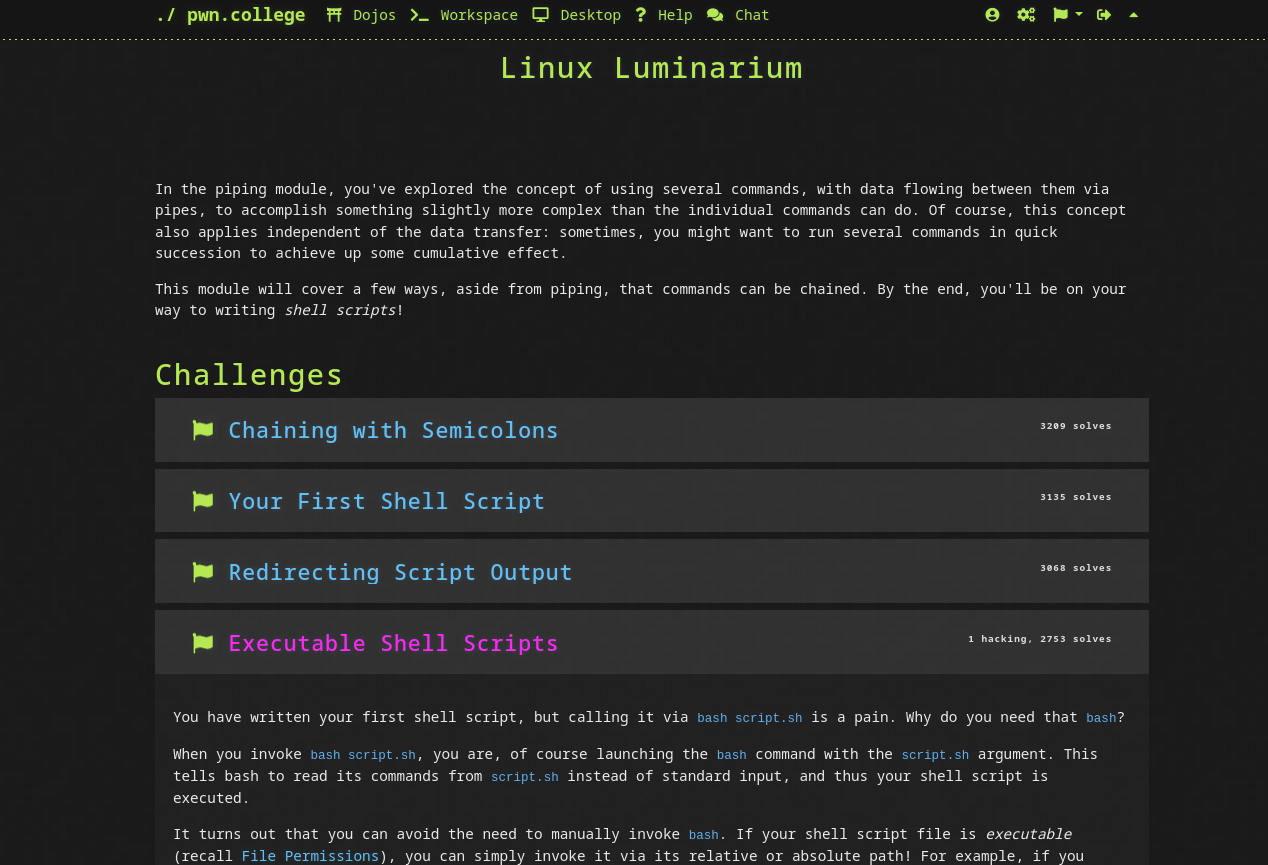 ./ pwn.college Dojos Workspace Desktop Help Chat
Linux Luminarium
In the piping module, you've explored the concept of using several commands, with data flowing between them via
pipes, to accomplish something slightly more complex than the individual commands can do. Of course, this concept
also applies independent of the data transfer: sometimes, you might want to run several commands in quick
succession to achieve up some cumulative effect.
This module will cover a few ways, aside from piping, that commands can be chained. By the end, you'll be on your
way to writing shell scripts!
Challenges
Chaining with Semicolons 3209 solves
Your First Shell Script 3135 solves
Redirecting Script Output 3068 solves
Executable Shell Scripts 1 hacking, 2753 solves
You have written your first shell script, but calling it via bash script.sh is a pain. Why do you need that bash?
When you invoke bash script.sh, you are, of course launching the bash command with the script.sh argument. This
tells bash to read its commands from script.sh instead of standard input, and thus your shell script is
executed.
It turns out that you can avoid the need to manually invoke bash. If your shell script file is executable
(recall File Permissions), you can simply invoke it via its relative or absolute path! For example, if you